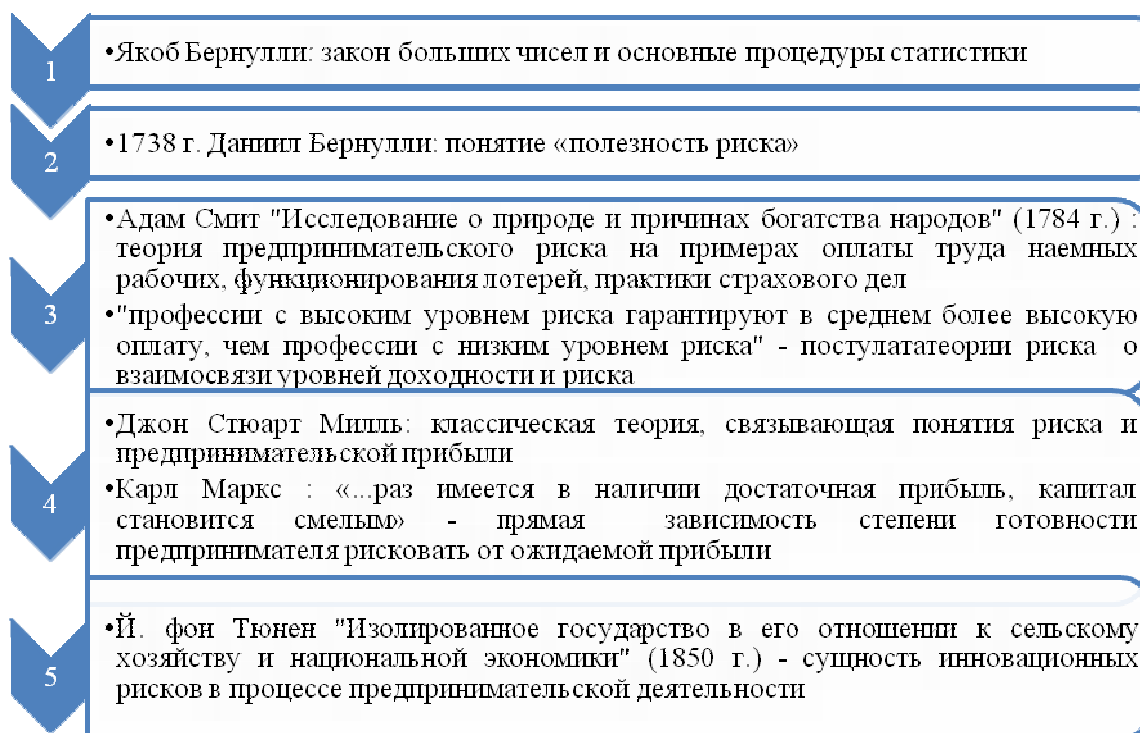 1
•Якоб Бернулли: закон больших чисел и основные процедуры статистики
2
•1738 г. Даниил Бернулли: понятие «полезность риска»
3
•Адам Смит "Исследование о природе и причинах богатства народов" (1784 г.) :
теория предпринимательского риска на примерах оплаты труда наемных
рабочих, функционирования лотерей, практики страхового дел
•"профессии с высоким уровнем риска гарантируют в среднем более высокую
оплату, чем профессии с низким уровнем риска" - постулататеории риска о
взаимосвязи уровней доходности и риска
4
•Джон Стюарт Милль: классическая теория, связывающая понятия риска и
предпринимательской прибыли
•Карл Маркс : «...раз имеется в наличии достаточная прибыль, капитал
становится смелым» - прямая зависимость степени готовности
предпринимателя рисковать от ожидаемой прибыли
5
•Й. фон Тюнен "Изолированное государство в его отношении к сельскому
хозяйству и национальной экономики" (1850 г.) - сущность инновационных
рисков в процессе предпринимательской деятельности